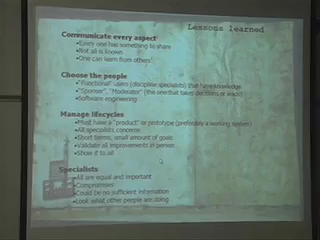 Lessons learned
Communicate every aspect
•Every one has something to share
•Not all is known
•One can learn from others
Choose the people
•"Functional" users (discipline specialists) that have knowledge
•"Sponsor", "Moderator" (the one that takes decisions or leads)
•Software engineering
Manage lifecycles
•Must have a "product" or prototype (preferably a working system)
•All specialists concerns
•Short terms, small amount of goals
•Validate all improvements in person
•Show it to all
Specialists
•All are equal and important
•Compromises
•Could be no sufficient information
•Look what other people are doing